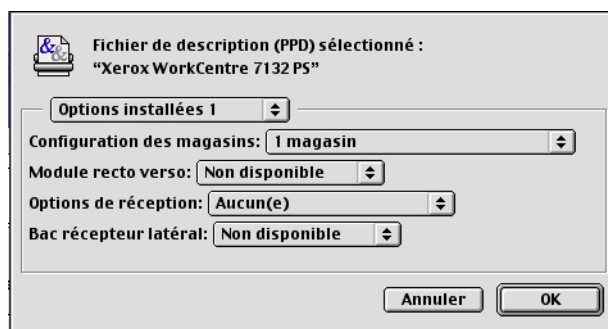 Fichier de description (PPD) sélectionné :
“Xerox WorkCentre 7132 PS”
Options installées 1
Configuration des magasins: 1 magasin
Module recto verso: Non disponible
Options de réception: Aucun(e)
Bac récepteur latéral: Non disponible
Annuler OK